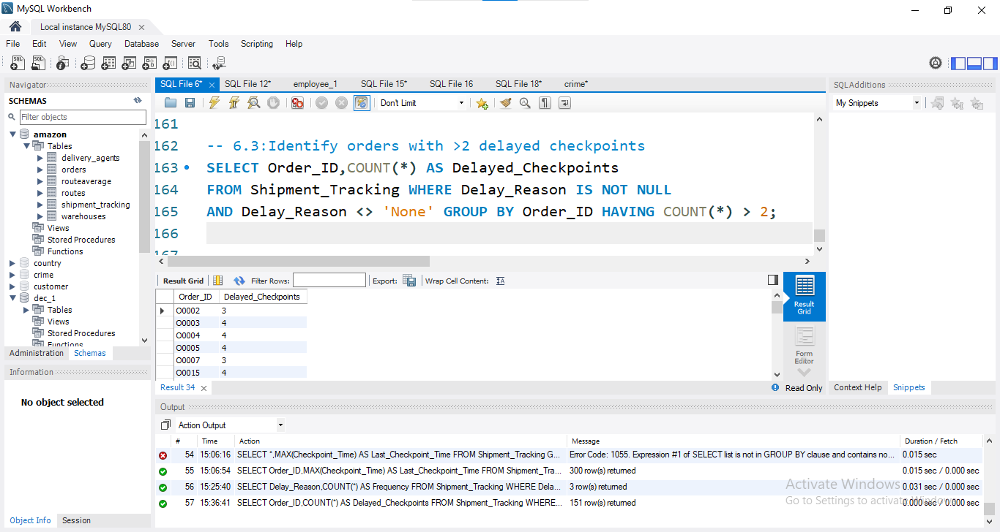 MySQL Workbench
Local instance MySQL80
File Edit View Query Database Server Tools Scripting Help
Navigator
SCHEMAS
Filter objects
amazon
Tables
delivery_agents
orders
routeaverage
routes
shipment_tracking
warehouses
Views
Stored Procedures
Functions
country
crime
customer
dec_1
Tables
Views
Stored Procedures
Functions
Administration Schemas
Information
No object selected
Object Info Session
SQL File 6* SQL File 12* employee_1 SQL File 15* SQL File 16 SQL File 18* crime*
Don't Limit
161
162 -- 6.3:Identify orders with >2 delayed checkpoints
163 SELECT Order_ID,COUNT(*) AS Delayed_Checkpoints
164 FROM Shipment_Tracking WHERE Delay_Reason IS NOT NULL
165 AND Delay_Reason <> 'None' GROUP BY Order_ID HAVING COUNT(*) > 2;
166
167
Result Grid Filter Rows: Export: Wrap Cell Content: IA
Order_ID Delayed_Checkpoints
O0002 3
O0003 4
O0004 4
O0005 4
O0007 3
O0015 4
Result Grid
Form Editor
Result 34 Read Only
SQLAdditions
My Snippets
Context Help Snippets
Output
Action Output
# Time Action Message Duration / Fetch
54 15:06:16 SELECT *,MAX(Checkpoint_Time) AS Last_Checkpoint_Time FROM Shipment_Tracking G... Error Code: 1055. Expression #1 of SELECT list is not in GROUP BY clause and contains no... 0.015 sec
55 15:06:54 SELECT Order_ID,MAX(Checkpoint_Time) AS Last_Checkpoint_Time FROM Shipment_Tra... 300 row(s) returned 0.015 sec / 0.000 sec
56 15:25:40 SELECT Delay_Reason,COUNT(*) AS Frequency FROM Shipment_Tracking WHERE Dela... 3 row(s) returned 0.031 sec / 0.000 sec
57 15:36:41 SELECT Order_ID,COUNT(*) AS Delayed_Checkpoints FROM Shipment_Tracking WHERE... 151 row(s) returned 0.000 sec / 0.000 sec
Activate Windows
Go to Settings to activate Windows.